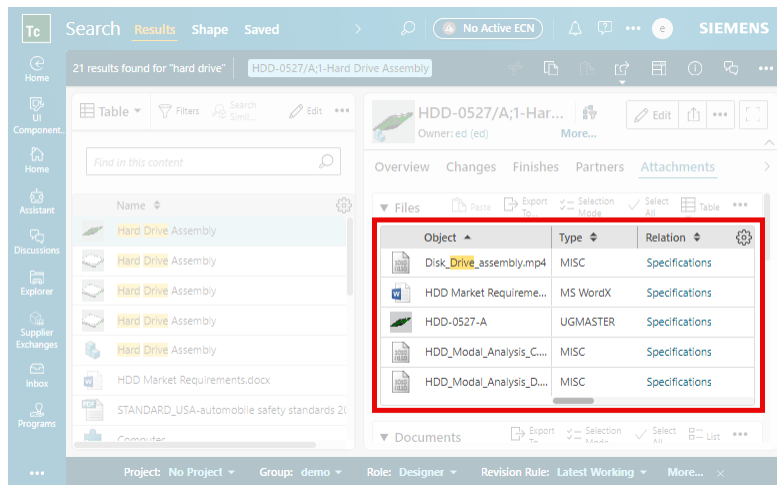 Tc Search Results Shape Saved No Active ECN e SIEMENS
21 results found for "hard drive" HDD-0527/A;1-Hard Drive Assembly
Home
UI
Component...
Home
Assistant
Discussions
Explorer
Supplier
Exchanges
Inbox
Programs
Table Filters Search
Simil... Edit
Find in this content
Name
Hard Drive Assembly
Hard Drive Assembly
Hard Drive Assembly
Hard Drive Assembly
Hard Drive Assembly
HDD Market Requirements.docx
STANDARD_USA-automobile safety standards
Computer
HDD-0527/A;1-Har...
Owner: ed (ed) More...
Edit
Overview Changes Finishes Partners Attachments
Files Paste Export
To... Selection
Mode Select
All Table
Object Type Relation
Disk_Drive_assembly.mp4 MISC Specifications
HDD Market Requireme... MS WordX Specifications
HDD-0527-A UGMASTER Specifications
HDD_Modal_Analysis_C.... MISC Specifications
HDD_Modal_Analysis_D.... MISC Specifications
Documents Export
To... Selection
Mode Select
All List
Project: No Project Group: demo Role: Designer Revision Rule: Latest Working More...